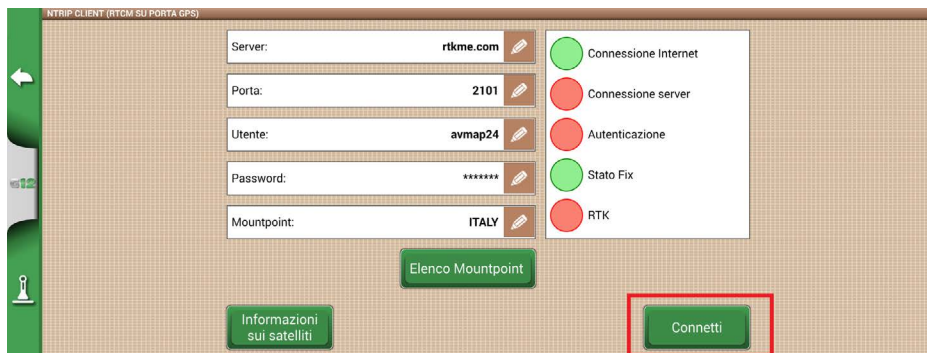 NTRIP CLIENT (RTCM SU PORTA GPS)
Server: rtkme.com
Porta: 2101
Utente: avmap24
Password: *******
Mountpoint: ITALY
Connessione Internet
Connessione server
Autenticazione
Stato Fix
RTK
Elenco Mountpoint
Informazioni
sui satelliti
Connetti